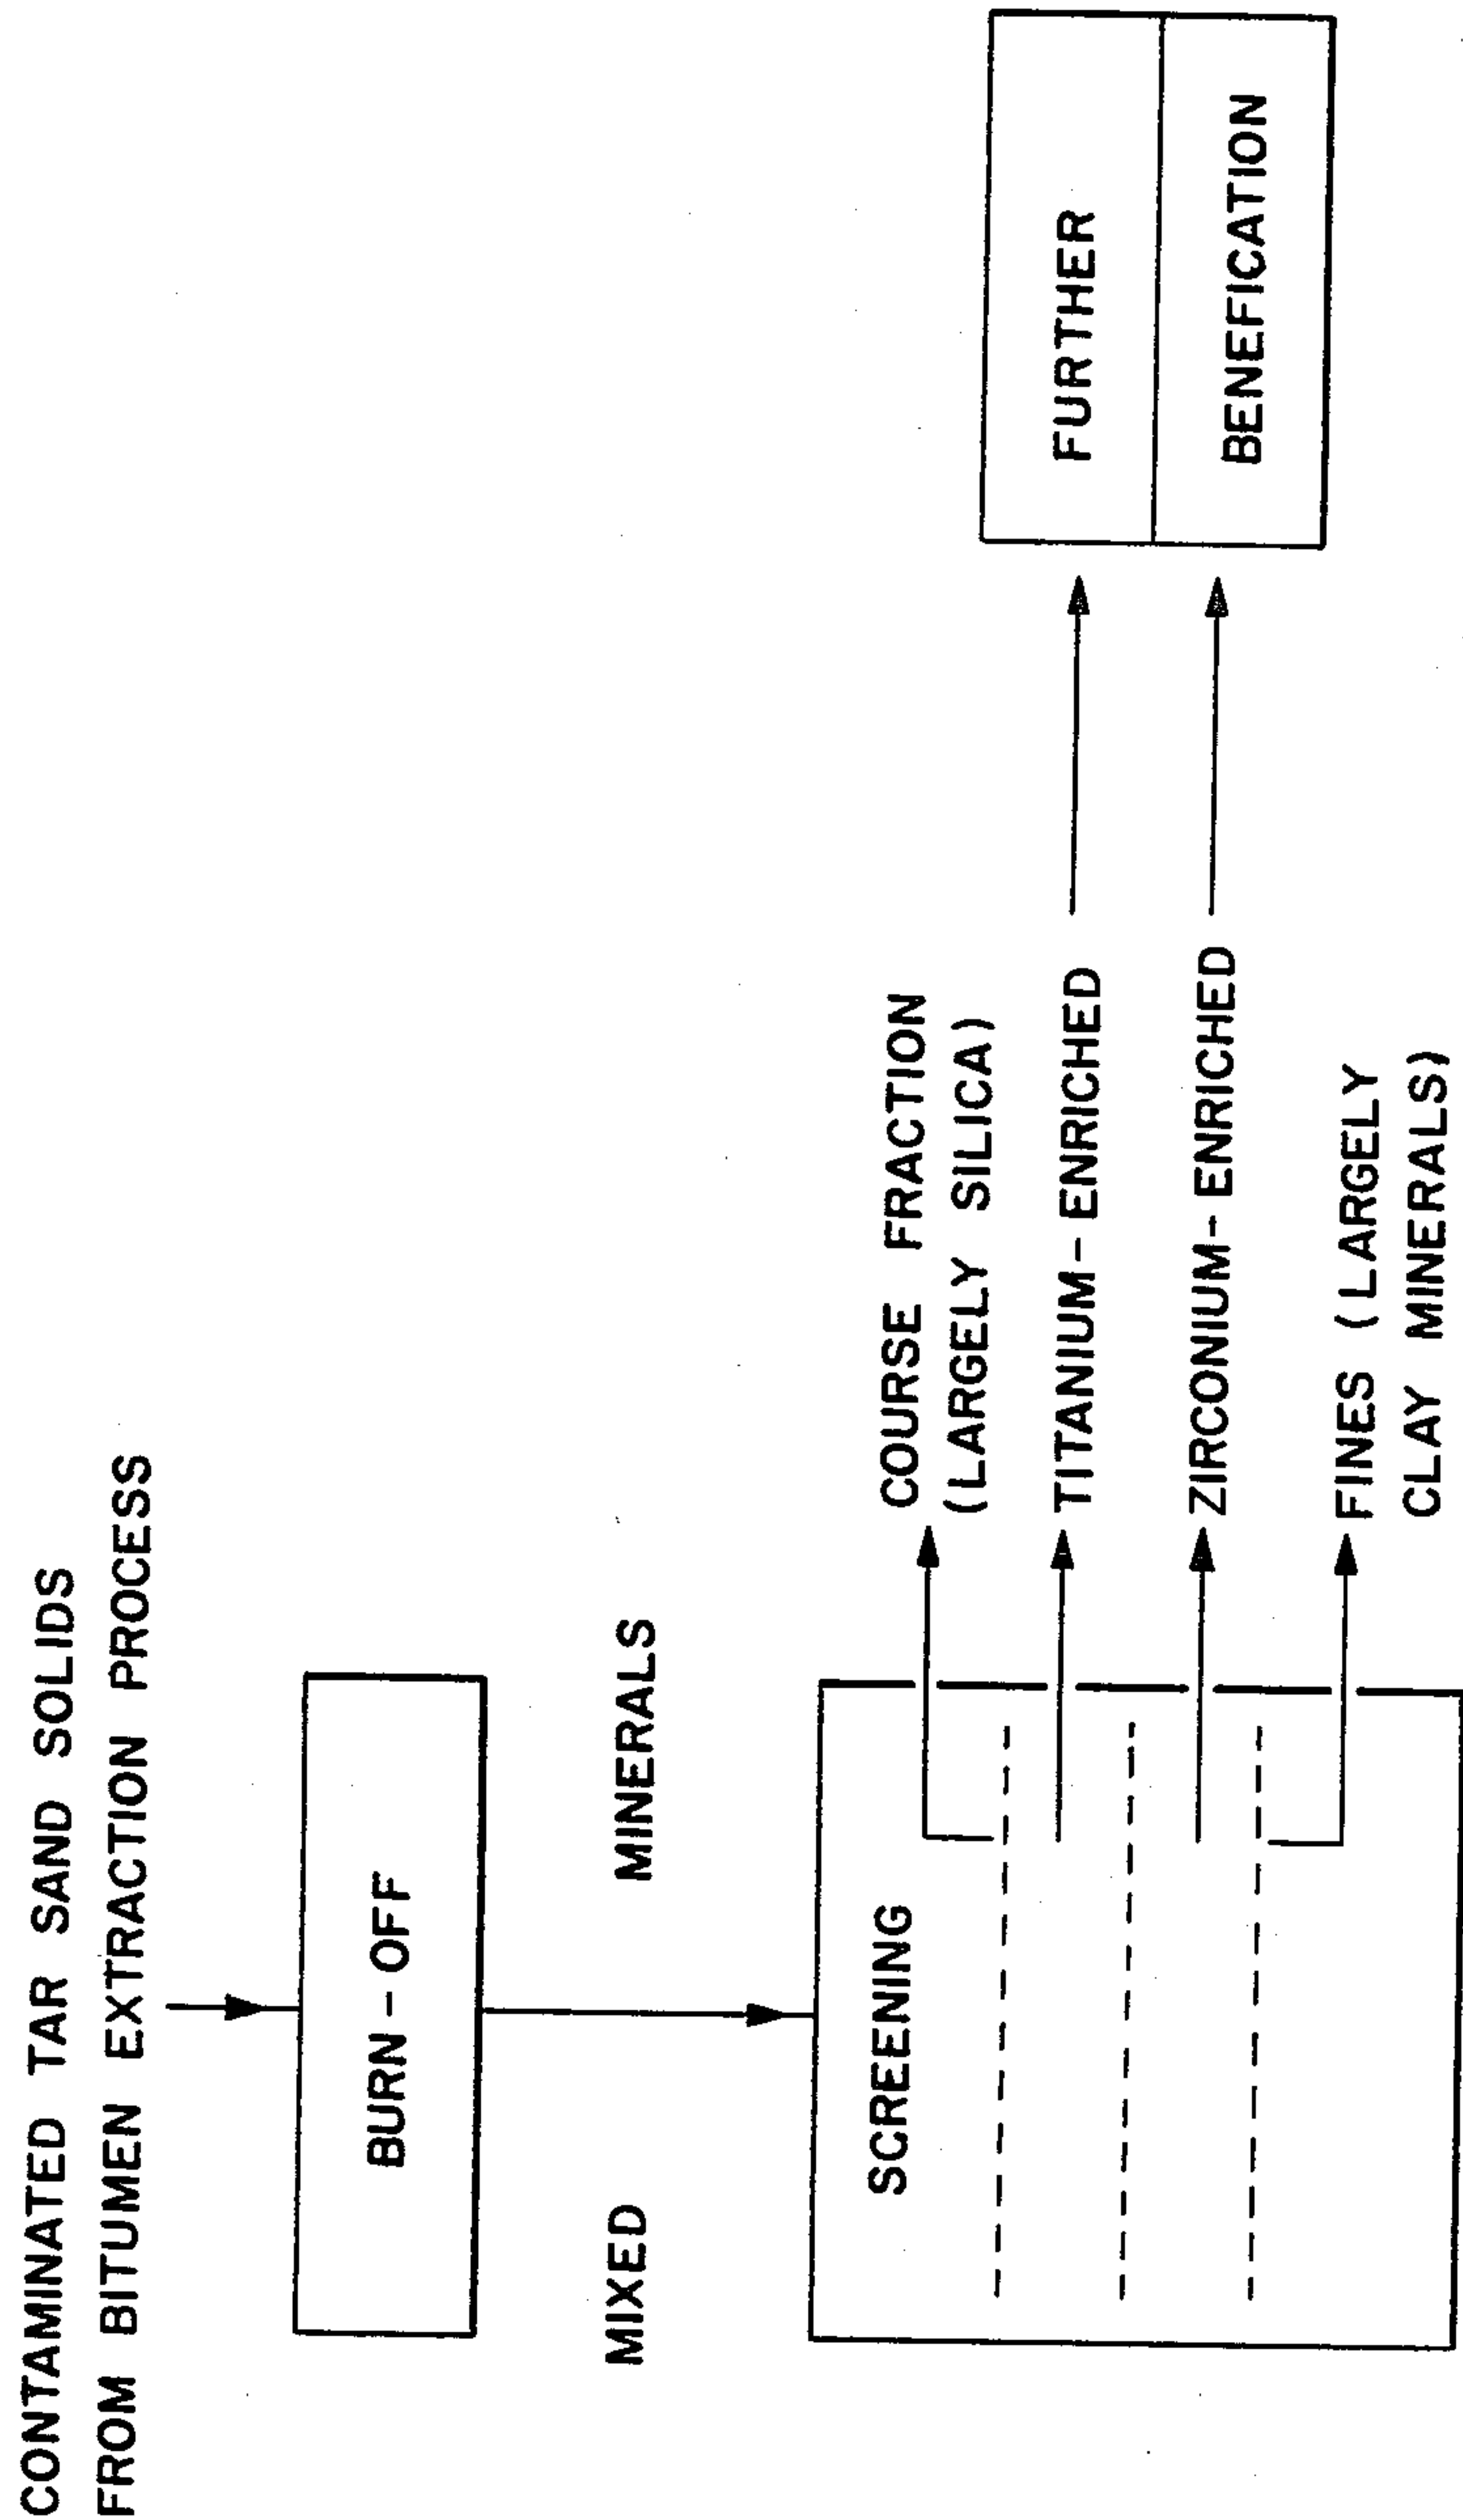 CONTAMINATED TAR SAND SOLIDS
FROM BITUMEN EXTRACTION PROCESS
BURN-OFF
MIXED MINERALS
SCREENING
COURSE FRACTION
(LARGELY SILICA)
TITANIUM-ENRICHED
ZIRCONIUM-ENRICHED
FINES (LARGELY
CLAY MINERALS)
FURTHER
BENEFICATION